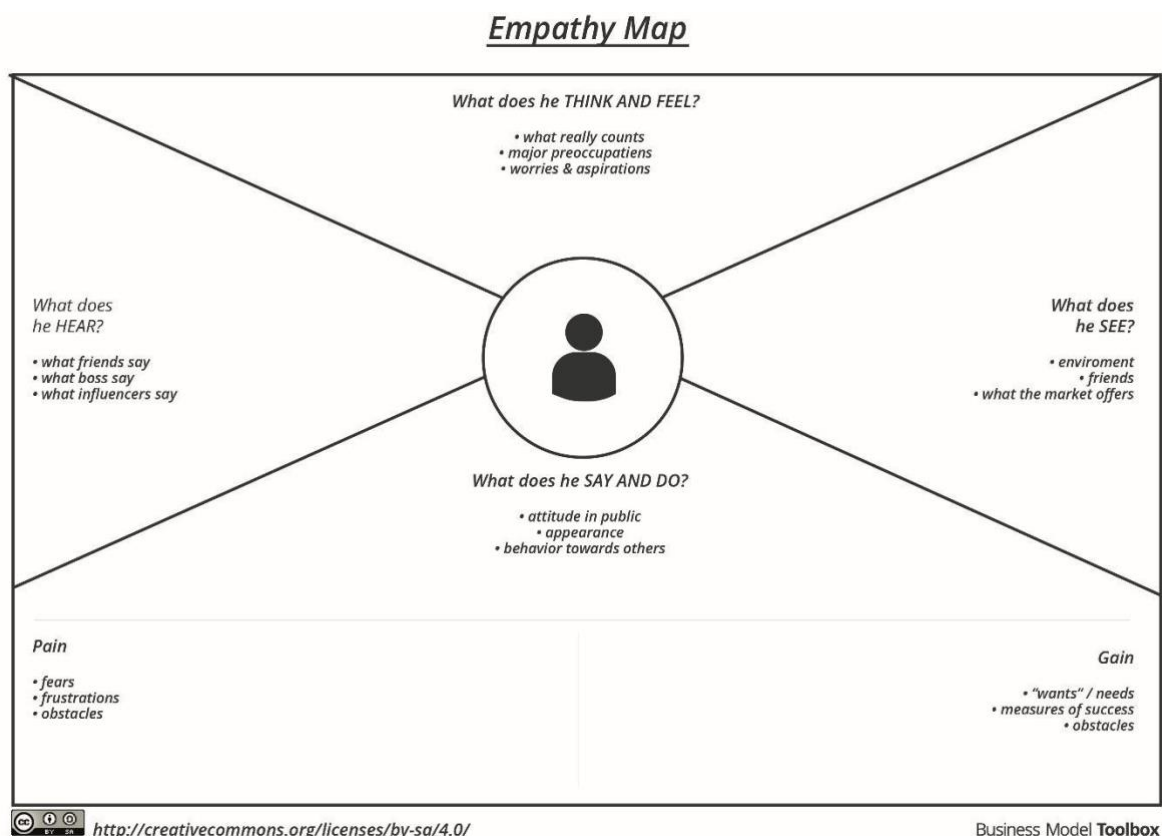 Empathy Map
What does he THINK AND FEEL?
• what really counts
• major preoccupatiens
• worries & aspirations
What does
he HEAR?
• what friends say
• what boss say
• what influencers say
What does
he SEE?
• enviroment
• friends
• what the market offers
What does he SAY AND DO?
• attitude in public
• appearance
• behavior towards others
Pain
• fears
• frustrations
• obstacles
Gain
• “wants” / needs
• measures of success
• obstacles
cc BY SA
http://creativecommons.org/licenses/by-sa/4.0/
Business Model Toolbox